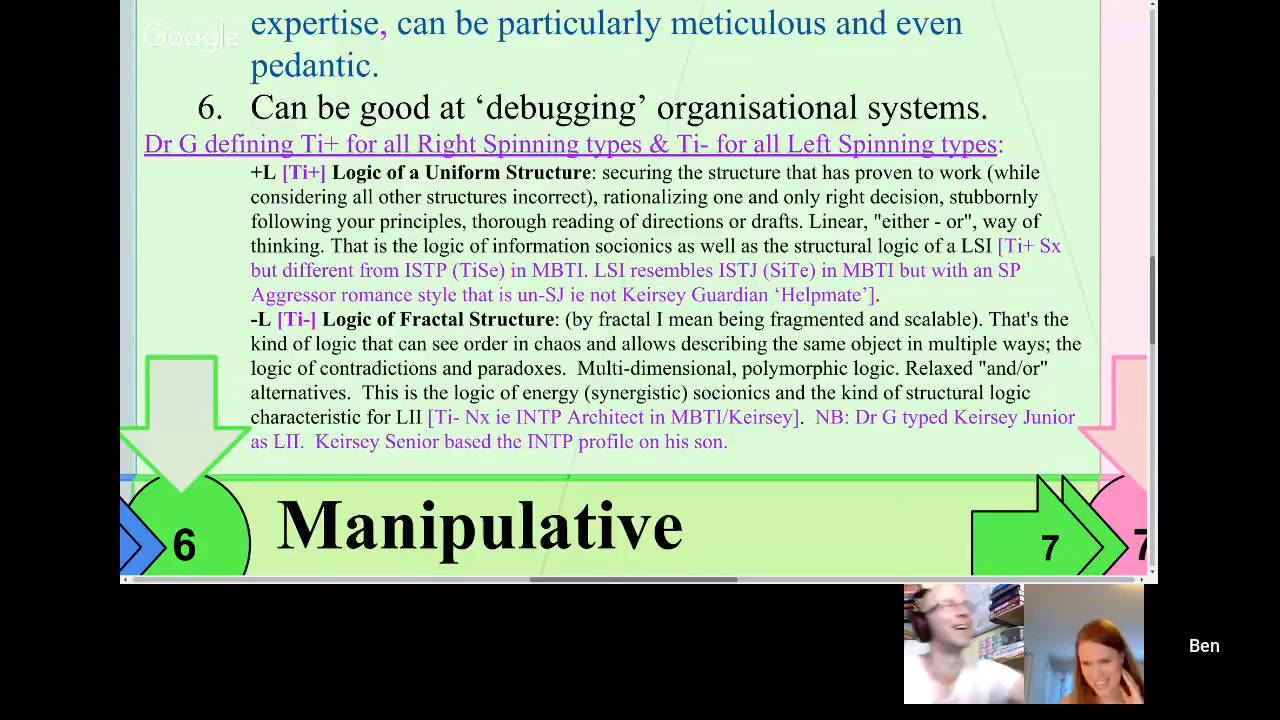 Google
expertise, can be particularly meticulous and even
pedantic.
6. Can be good at ‘debugging’ organisational systems.
Dr G defining Ti+ for all Right Spinning types & Ti- for all Left Spinning types:
+L [Ti+] Logic of a Uniform Structure: securing the structure that has proven to work (while
considering all other structures incorrect), rationalizing one and only right decision, stubbornly
following your principles, thorough reading of directions or drafts. Linear, "either - or", way of
thinking. That is the logic of information socionics as well as the structural logic of a LSI [Ti+ Sx
but different from ISTP (TiSe) in MBTI. LSI resembles ISTJ (SiTe) in MBTI but with an SP
Aggressor romance style that is un-SJ ie not Keirsey Guardian ‘Helpmate’].
-L [Ti-] Logic of Fractal Structure: (by fractal I mean being fragmented and scalable). That's the
kind of logic that can see order in chaos and allows describing the same object in multiple ways; the
logic of contradictions and paradoxes. Multi-dimensional, polymorphic logic. Relaxed "and/or"
alternatives. This is the logic of energy (synergistic) socionics and the kind of structural logic
characteristic for LII [Ti- Nx ie INTP Architect in MBTI/Keirsey]. NB: Dr G typed Keirsey Junior
as LII. Keirsey Senior based the INTP profile on his son.
6 Manipulative 7 7
Ben